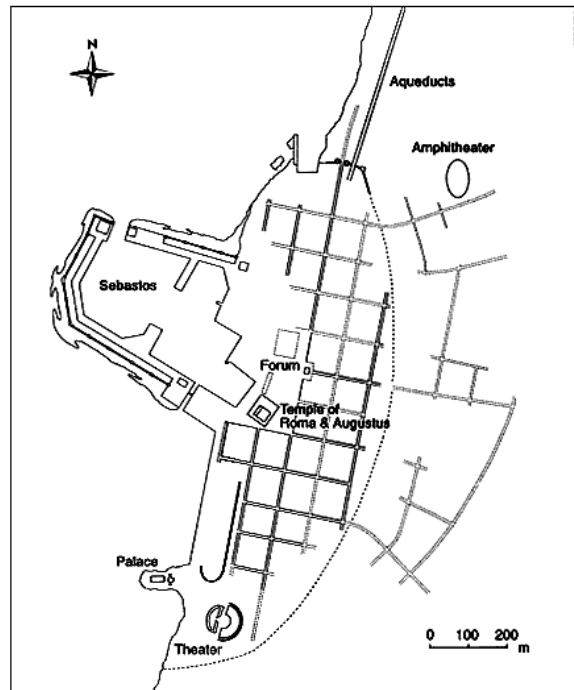 N
Aqueducts
Amphitheater
Sebastos
Forum
Temple of
Roma & Augustus
Palace
Theater
0 100 200
m